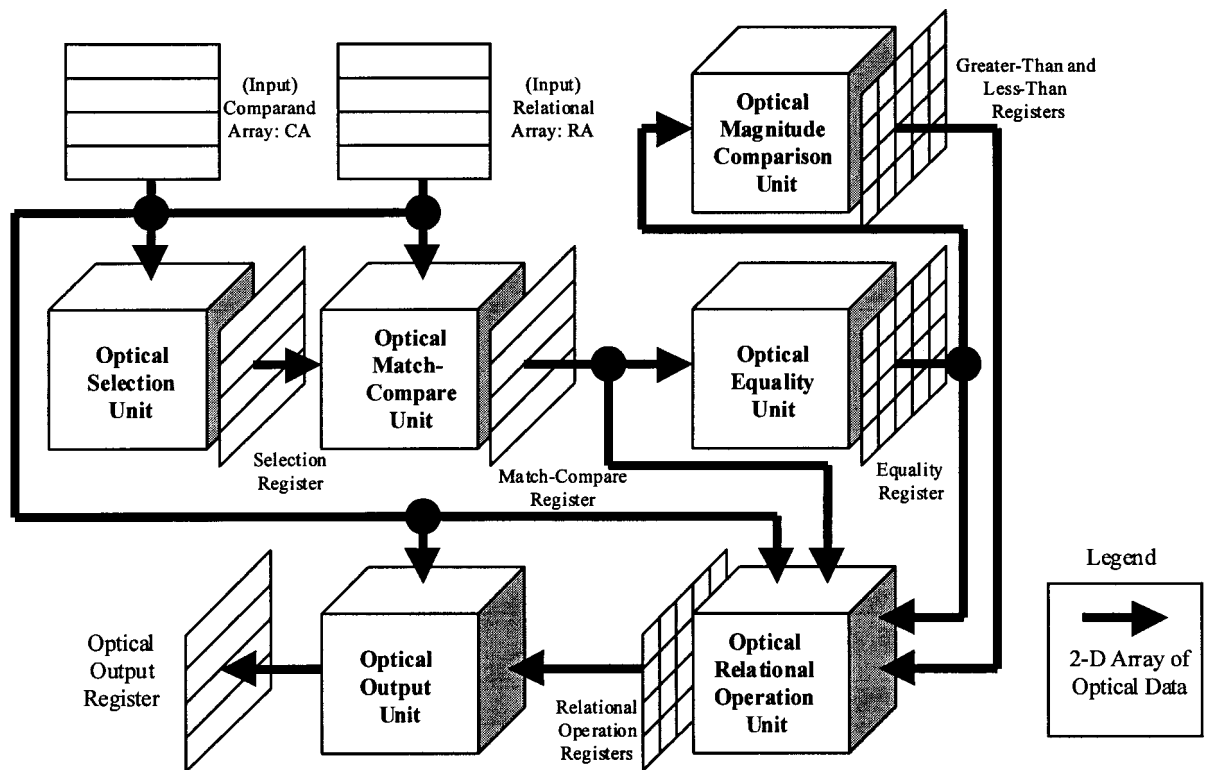 (Input)
Comparand
Array: CA
(Input)
Relational
Array: RA
Optical
Magnitude
Comparison
Unit
Greater-Than and
Less-Than
Registers
Optical
Selection
Unit
Selection
Register
Optical
Match-
Compare
Unit
Match-Compare
Register
Optical
Equality
Unit
Equality
Register
Optical
Output
Register
Optical
Output
Unit
Relational
Operation
Registers
Optical
Relational
Operation
Unit
Legend
2-D Array of
Optical Data